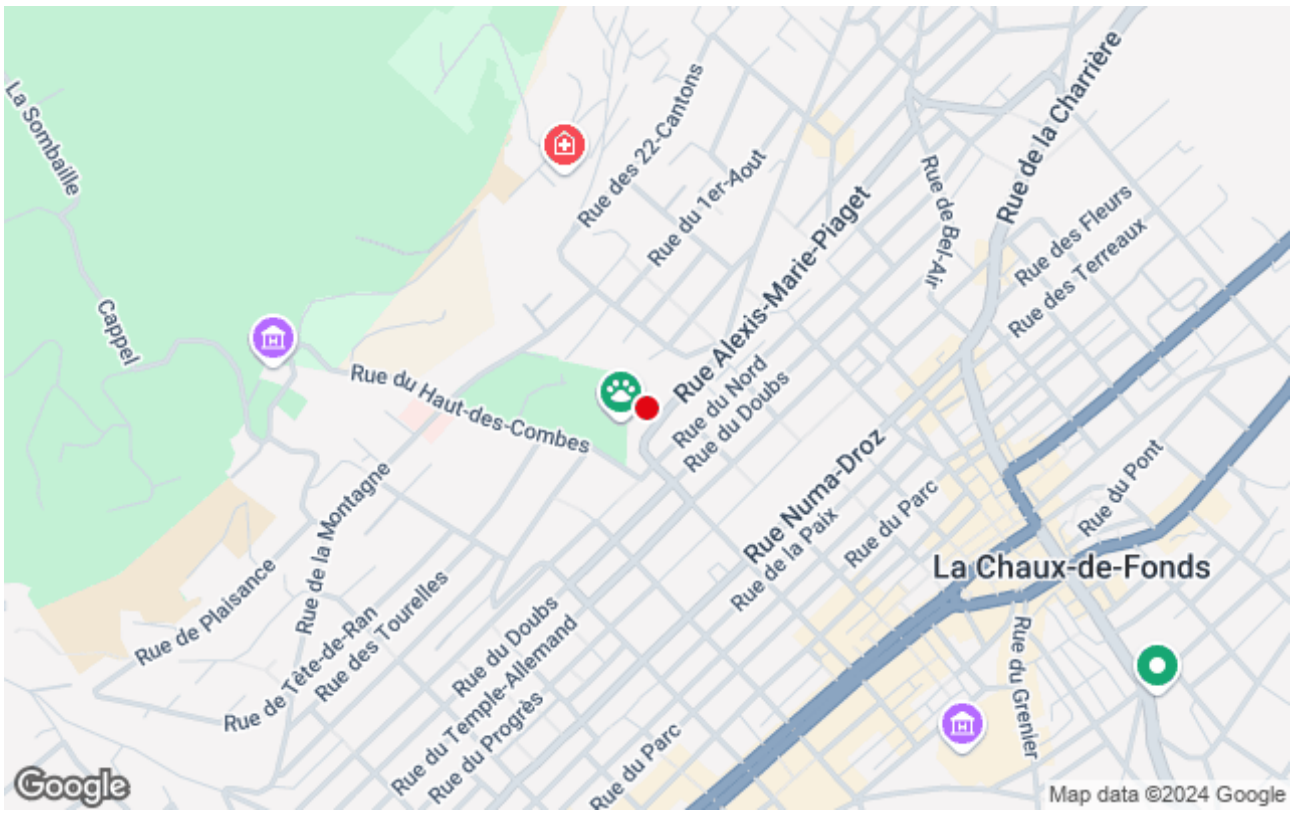 La Sombaille
Rue des 22-Cantons
Rue de la Charrière
Rue du 1er-Aout
Rue de Bel-Air
Rue Alexis-Marie-Piaget
Rue des Fleurs
Rue des Terreaux
Cappel
Rue du Haut-des-Combes
Rue du Nord
Rue du Doubs
Rue Numa-Droz
Rue du Pont
Rue du Parc
Rue de la Paix
Rue de la Montagne
La Chaux-de-Fonds
Rue de Plaisance
Rue des Tourelles
Rue de Tête-de-Ran
Rue du Doubs
Rue du Temple-Allemand
Rue du Progrès
Rue du Grenier
Rue du Parc
H
H
Google
Map data ©2024 Google